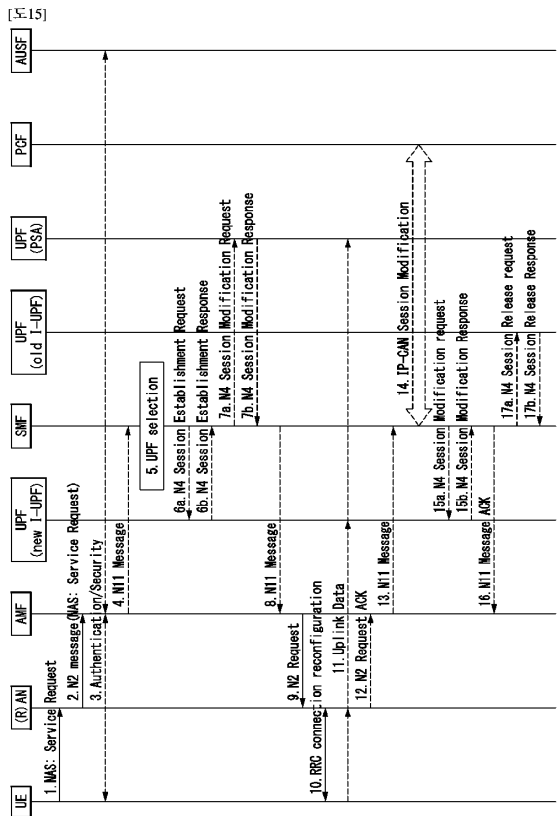 [도15]
UE
(R)AN
AMF
UPF
(new I-UPF)
SMF
UPF
(old I-UPF)
UPF
(PSA)
PCF
AUSF
1.NAS: Service Request
2.N2 message(NAS: Service Request)
3.Authentication/Security
4.N11 Message
5.UPF selection
6a.N4 Session Establishment Request
6b.N4 Session Establishment Response
7a.N4 Session Modification Request
7b.N4 Session Modification Response
8.N11 Message
9.N2 Request
10.RRC connection reconfiguration
11.Uplink Data
12.N2 Request ACK
13.N11 Message
14.IP-CAN Session Modification
15a.N4 Session Modification request
15b.N4 Session Modification Response
16.N11 Message ACK
17a.N4 Session Release request
17b.N4 Session Release Response